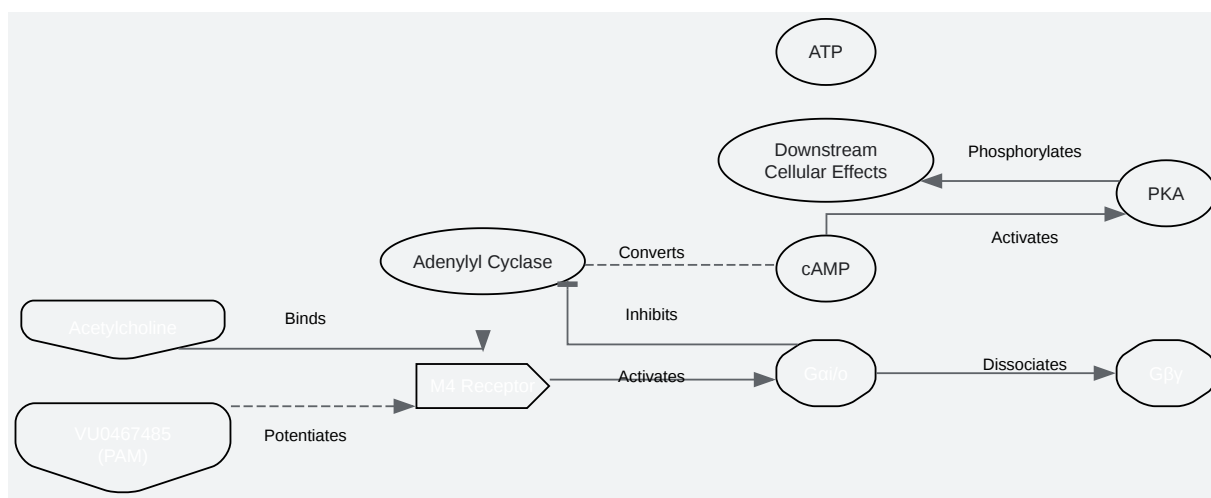 ATP
Downstream
Cellular Effects
Phosphorylates
PKA
Activates
Adenylyl Cyclase
Converts
cAMP
Acetylcholine
Binds
Inhibits
M4 Receptor
Activates
Gαi/o
Dissociates
Gβγ
VU0467485
(PAM)
Potentiates